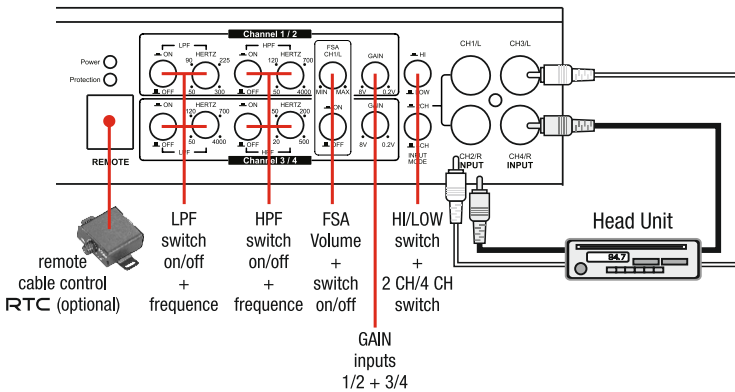 Channel 1 / 2
LPF
ON
HERTZ
90
225
OFF
50
300
HPF
ON
HERTZ
120
700
OFF
50
4000
FSA
CH1/L
MIN
MAX
GAIN
8V
0.2V
HI
LOW
CH1/L
CH3/L
Power
Protection
REMOTE
ON
HERTZ
120
700
OFF
50
4000
LPF
ON
HERTZ
50
200
OFF
20
500
HPF
ON
OFF
GAIN
8V
0.2V
CH
CH
INPUT
MODE
Channel 3 / 4
CH2/R
INPUT
CH4/R
INPUT
Head Unit
84.7
remote
cable control
RTC (optional)
LPF
switch
on/off
+
frequence
HPF
switch
on/off
+
frequence
FSA
Volume
+
switch
on/off
HI/LOW
switch
+
2 CH/4 CH
switch
GAIN
inputs
1/2 + 3/4